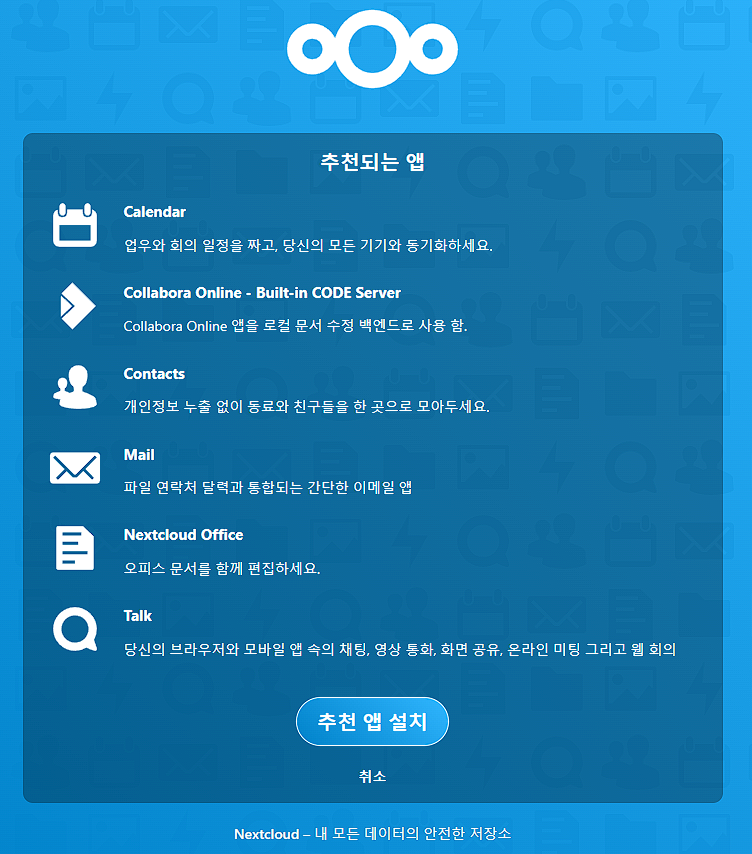 추천되는 앱
Calendar
업우와 회의 일정을 짜고, 당신의 모든 기기와 동기화하세요.
Collabora Online - Built-in CODE Server
Collabora Online 앱을 로컬 문서 수정 백엔드로 사용 함.
Contacts
개인정보 누출 없이 동료와 친구들을 한 곳으로 모아두세요.
Mail
파일 연락처 달력과 통합되는 간단한 이메일 앱
Nextcloud Office
오피스 문서를 함께 편집하세요.
Talk
당신의 브라우저와 모바일 앱 속의 채팅, 영상 통화, 화면 공유, 온라인 미팅 그리고 웹 회의
추천 앱 설치
취소
Nextcloud – 내 모든 데이터의 안전한 저장소